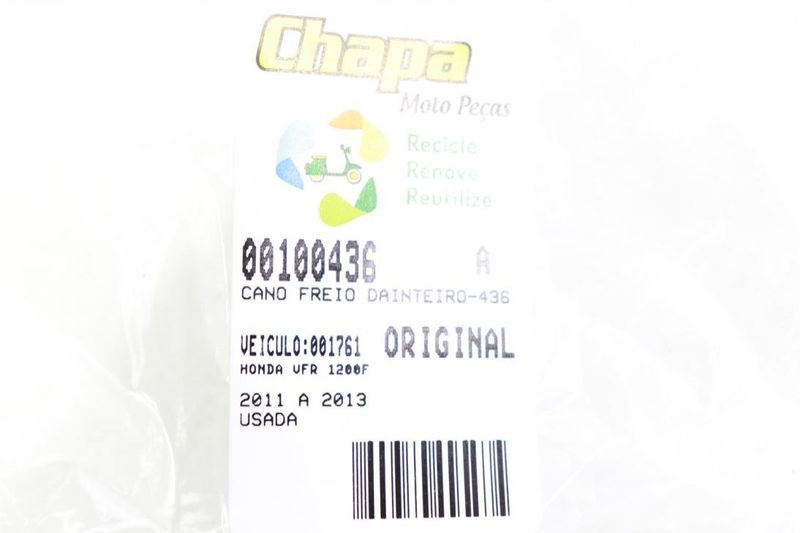 Chapa
Moto Peças
Recicle
Renove
Reutilize
00100436 A
CANO FREIO DAINTEIRO-436
VEICULO:001761 ORIGINAL
HONDA VFR 1200F
2011 A 2013
USADA